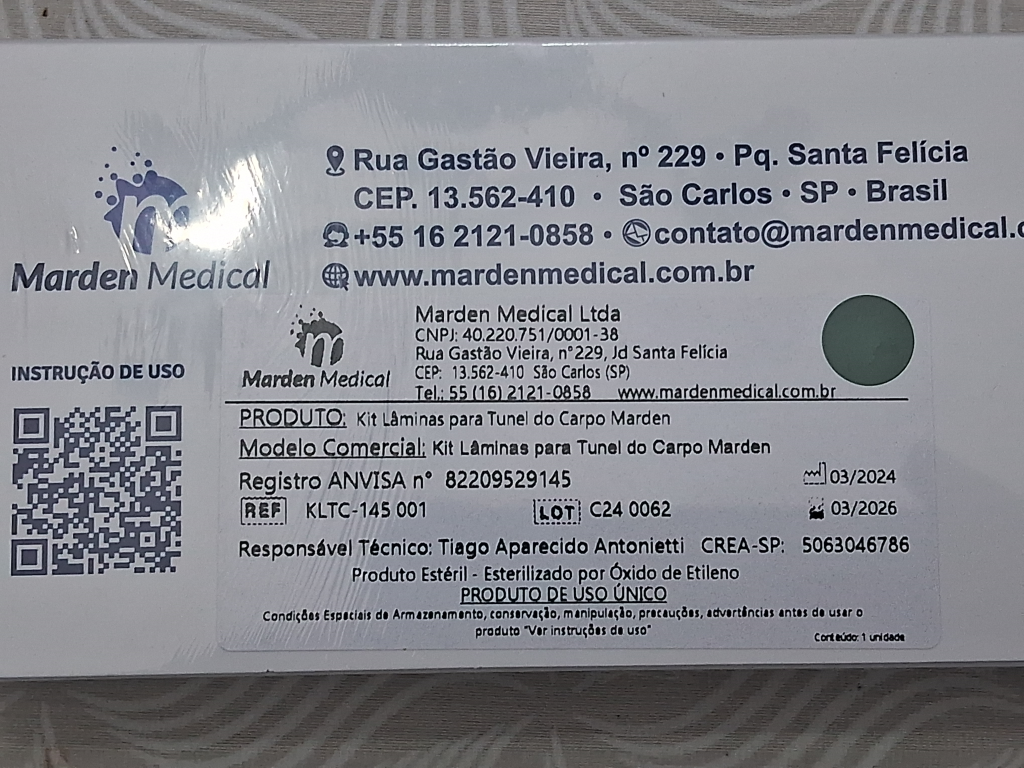 Rua Gastão Vieira, nº 229 • Pq. Santa Felícia
CEP. 13.562-410 • São Carlos • SP • Brasil
+55 16 2121-0858 • contato@mardenmedical.c
www.mardenmedical.com.br
m
Marden Medical
INSTRUÇÃO DE USO
m
Marden Medical
Marden Medical Ltda
CNPJ: 40.220.751/0001-38
Rua Gastão Vieira, n°229, Jd Santa Felícia
CEP: 13.562-410 São Carlos (SP)
Tel.: 55 (16) 2121-0858 www.mardenmedical.com.br
PRODUTO: Kit Lâminas para Tunel do Carpo Marden
Modelo Comercial: Kit Lâminas para Tunel do Carpo Marden
Registro ANVISA n° 82209529145 03/2024
REF KLTC-145 001 LOT C24 0062 03/2026
Responsável Técnico: Tiago Aparecido Antonietti CREA-SP: 5063046786
Produto Estéril - Esterilizado por Óxido de Etileno
PRODUTO DE USO ÚNICO
Condições Especiais de Armazenamento, conservação, manipulação, precauções, advertências antes de usar o
produto "Ver instruções de uso"
Conteúdo: 1 unidade